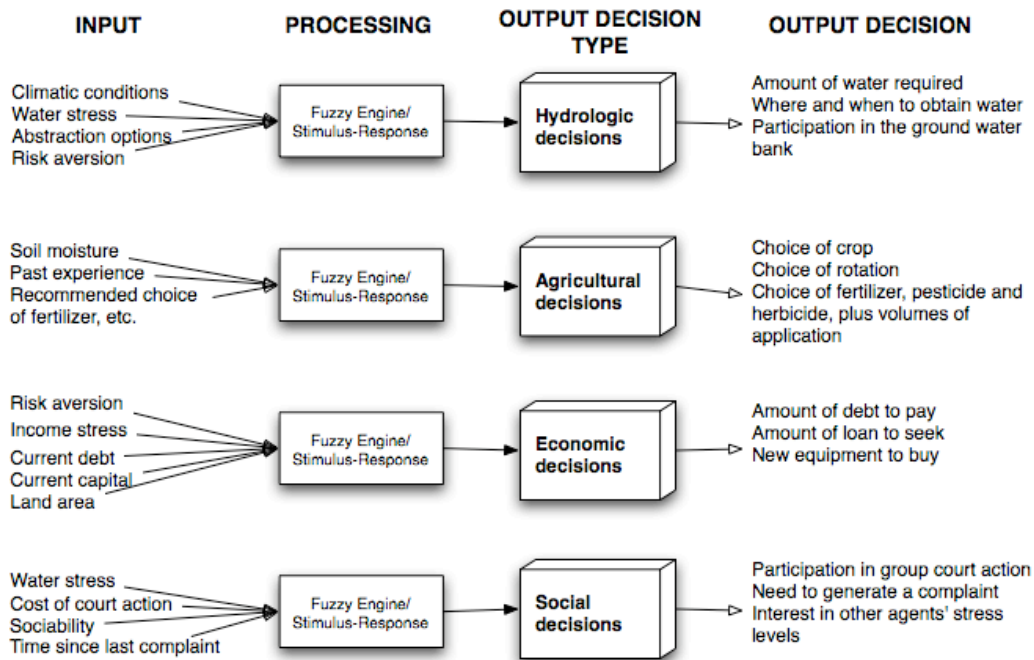 INPUT
PROCESSING
OUTPUT DECISION
TYPE
OUTPUT DECISION
Climatic conditions
Water stress
Abstraction options
Risk aversion
Fuzzy Engine/
Stimulus-Response
Hydrologic
decisions
Amount of water required
Where and when to obtain water
Participation in the ground water
bank
Soil moisture
Past experience
Recommended choice
of fertilizer, etc.
Fuzzy Engine/
Stimulus-Response
Agricultural
decisions
Choice of crop
Choice of rotation
Choice of fertilizer, pesticide and
herbicide, plus volumes of
application
Risk aversion
Income stress
Current debt
Current capital
Land area
Fuzzy Engine/
Stimulus-Response
Economic
decisions
Amount of debt to pay
Amount of loan to seek
New equipment to buy
Water stress
Cost of court action
Sociability
Time since last complaint
Fuzzy Engine/
Stimulus-Response
Social
decisions
Participation in group court action
Need to generate a complaint
Interest in other agents' stress
levels